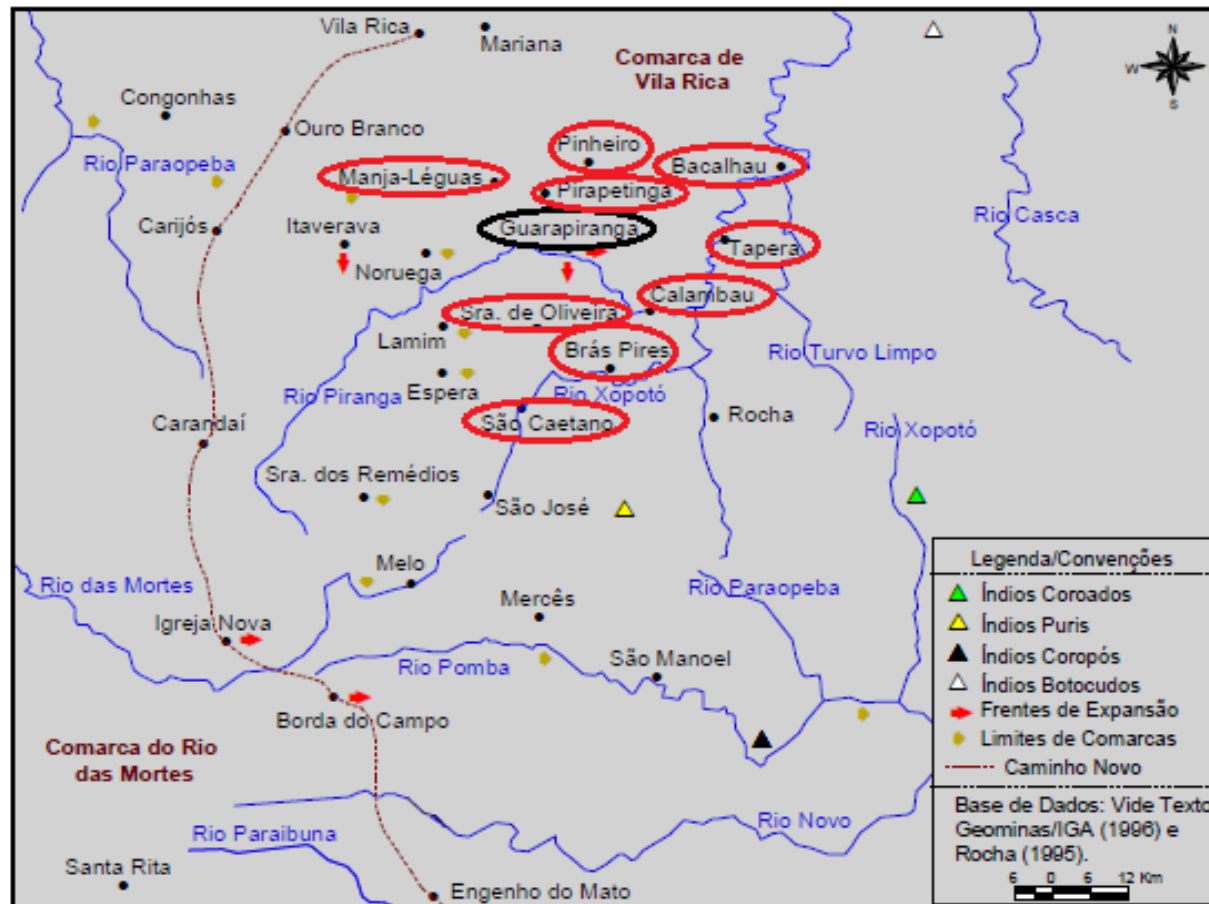 Vila Rica
Mariana
Comarca de
Vila Rica
N
W
S
Congonhas
Ouro Branco
Pinheiro
Bacalhau
Rio Paraopeba
Manja-Léguas
Pirapetinga
Rio Casca
Carijós
Itaverava
Guarapiranga
Tapera
Noruega
Calambau
Sra. de Oliveira
Lamim
Brás Pires
Rio Turvo Limpo
Espera
Rio Piranga
Rio Xopotó
São Caetano
Rocha
Rio Xopotó
Carandaí
Sra. dos Remédios
São José
Melo
Rio das Mortes
Mercês
Rio Paraopeba
Igreja Nova
Rio Pomba
São Manoel
Borda do Campo
Comarca do Rio
das Mortes
Rio Novo
Rio Paraibuna
Santa Rita
Engenho do Mato
Legenda/Convenções
Índios Coroados
Índios Puris
Índios Coropós
Índios Botocudos
Frentes de Expansão
Limites de Comarcas
Caminho Novo
Base de Dados: Vide Texto
Geominas/IGA (1996) e
Rocha (1995).
6 0 6 12 Km